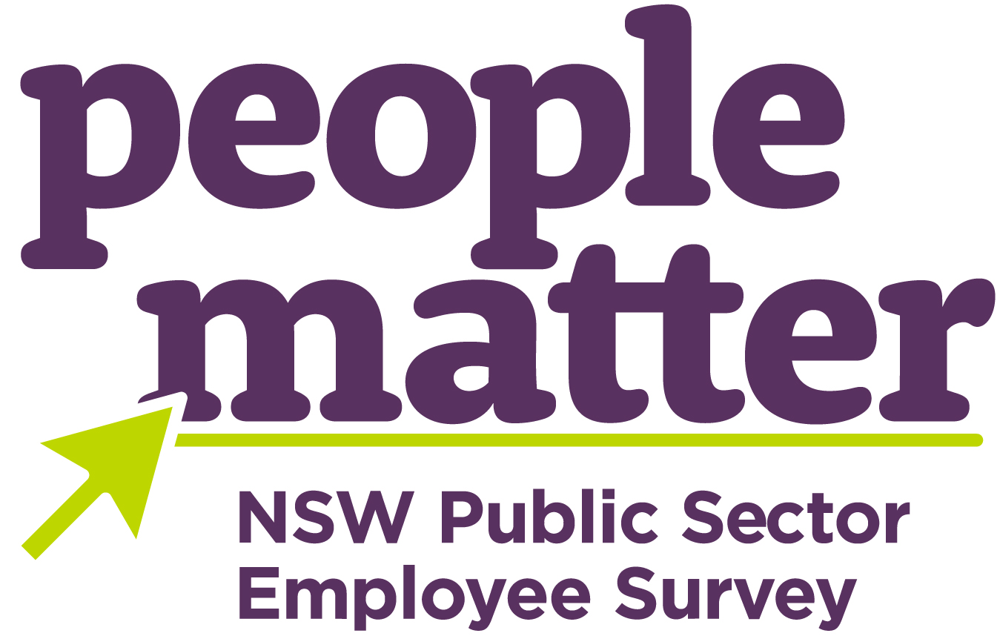 people
matter
NSW Public Sector
Employee Survey